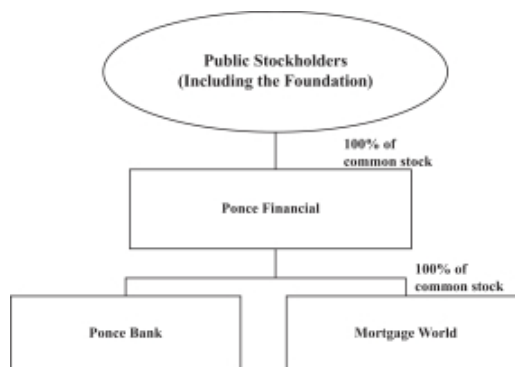 Public Stockholders
(Including the Foundation)
100% of
common stock
Ponce Financial
100% of
common stock
Ponce Bank
Mortgage World